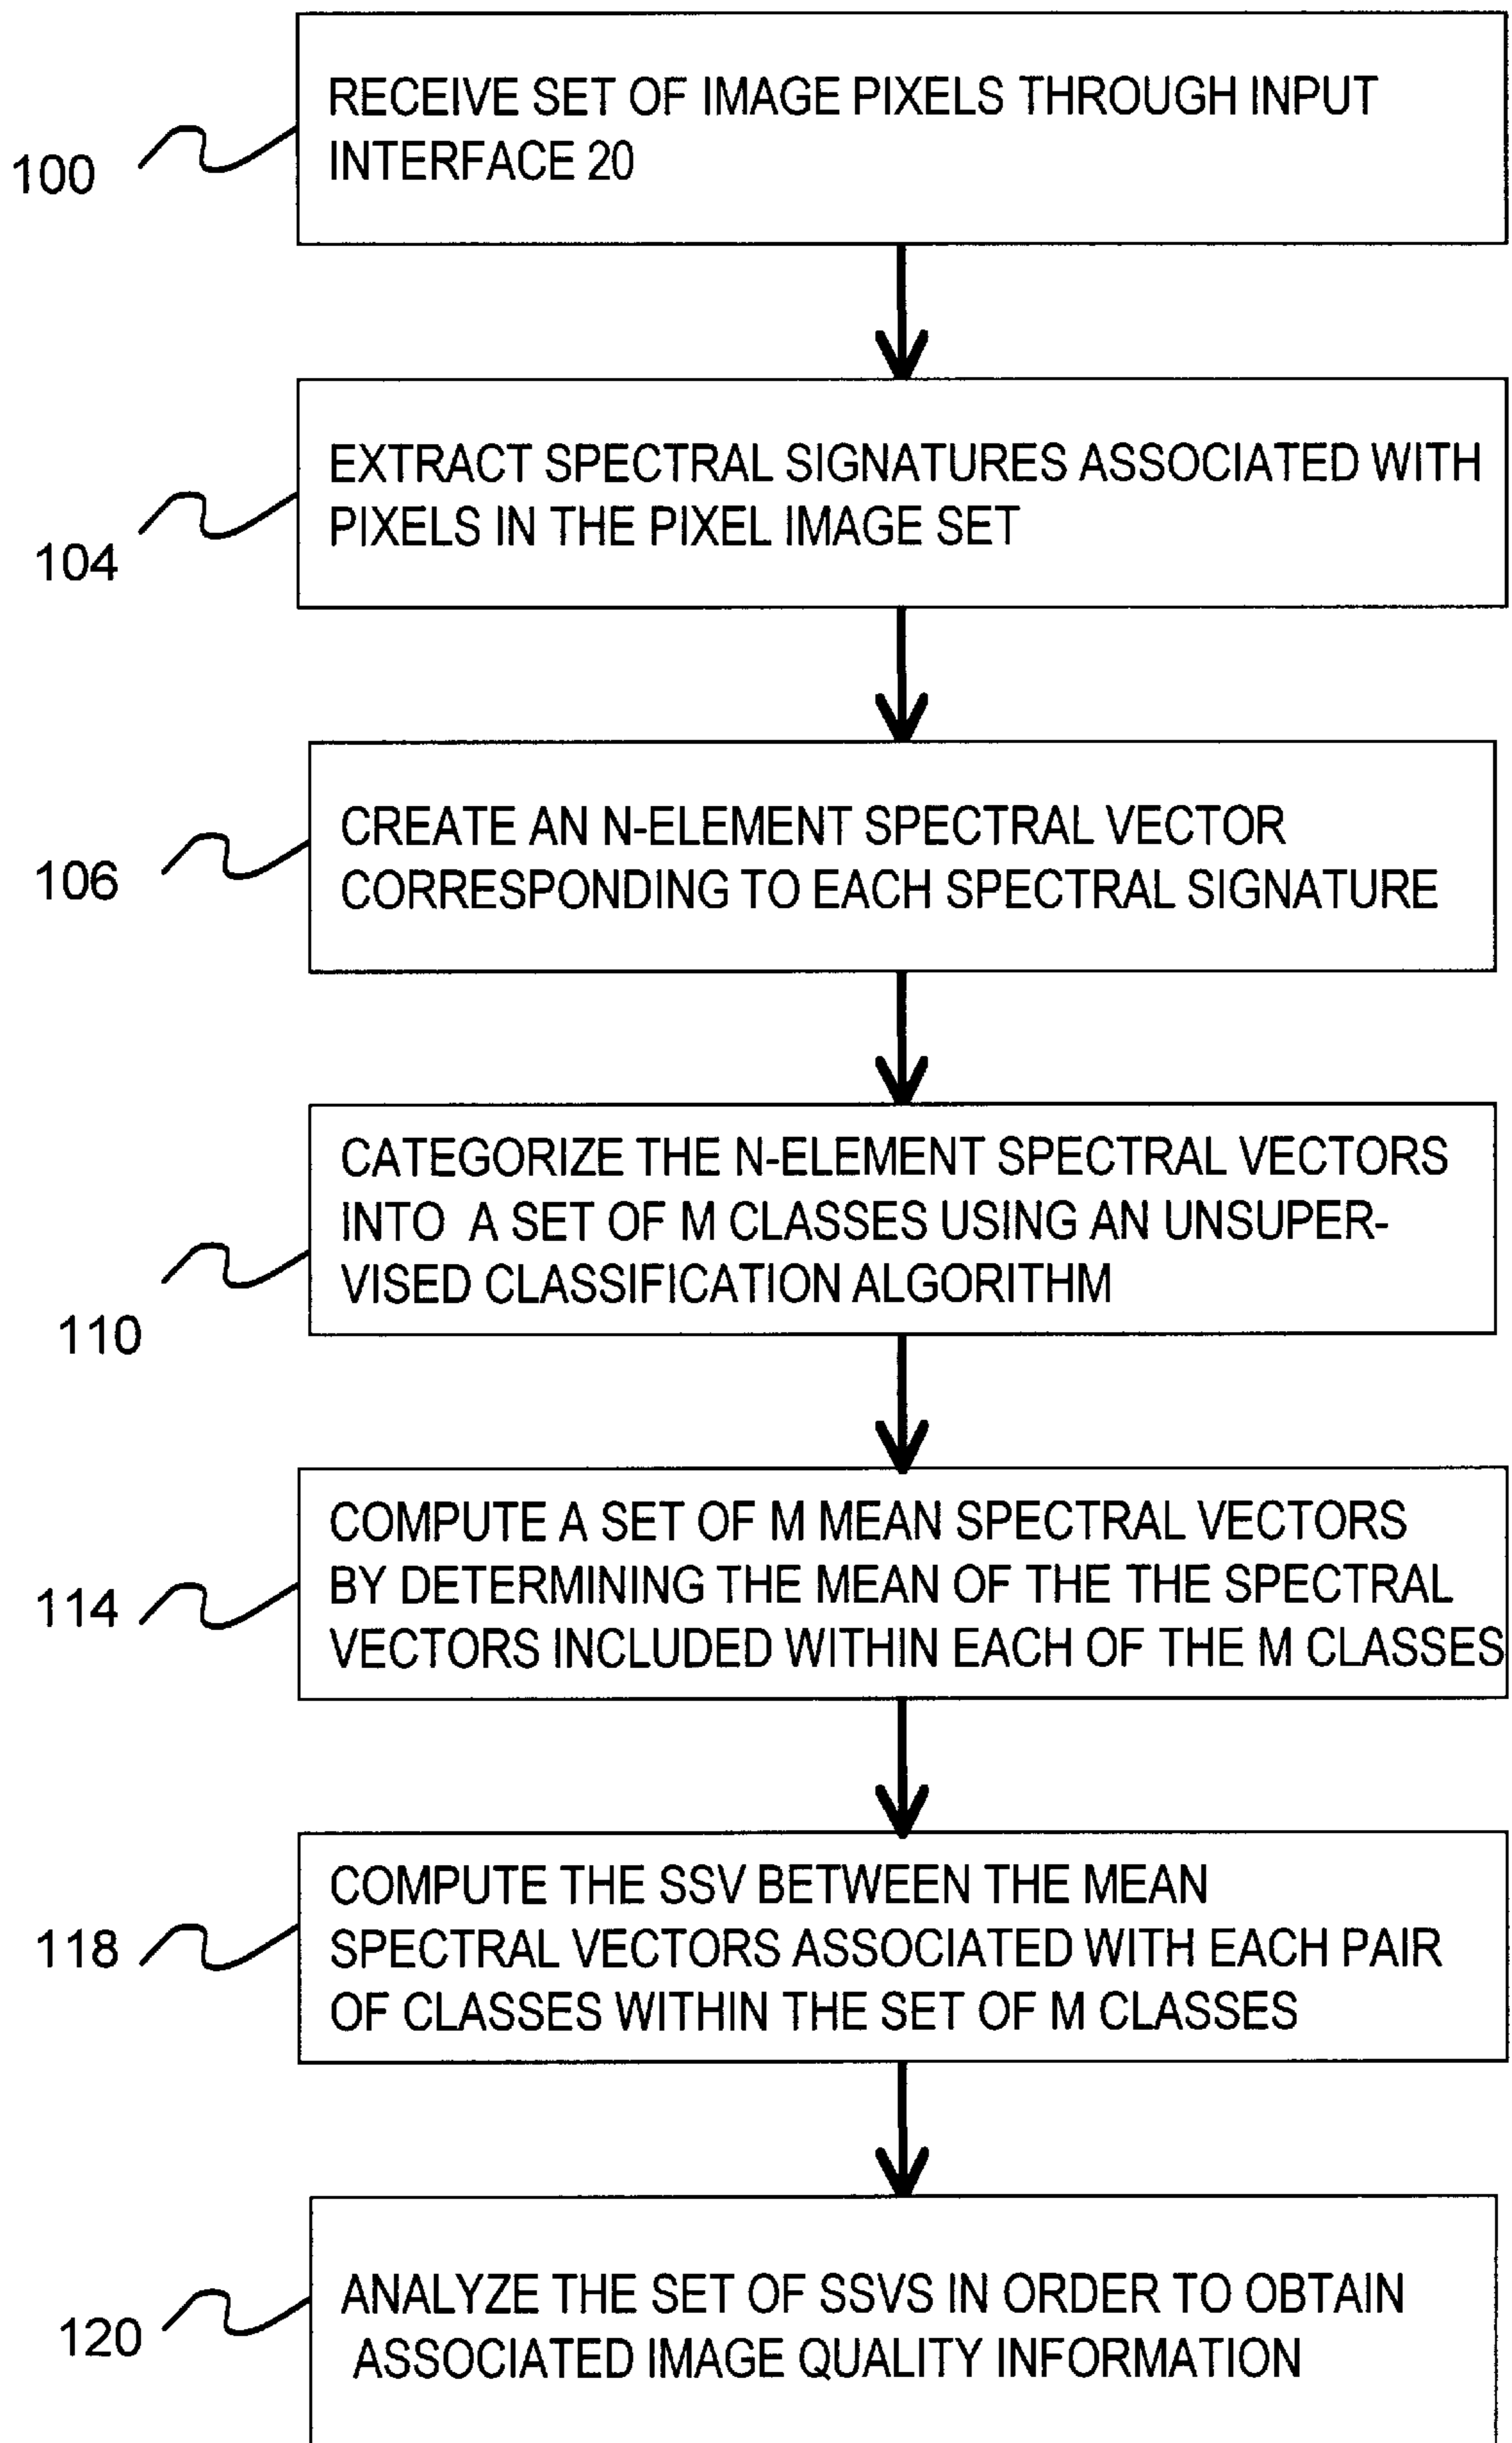 RECEIVE SET OF IMAGE PIXELS THROUGH INPUT
INTERFACE 20
100
EXTRACT SPECTRAL SIGNATURES ASSOCIATED WITH
PIXELS IN THE PIXEL IMAGE SET
104
CREATE AN N-ELEMENT SPECTRAL VECTOR
CORRESPONDING TO EACH SPECTRAL SIGNATURE
106
CATEGORIZE THE N-ELEMENT SPECTRAL VECTORS
INTO A SET OF M CLASSES USING AN UNSUPER-
VISED CLASSIFICATION ALGORITHM
110
COMPUTE A SET OF M MEAN SPECTRAL VECTORS
BY DETERMINING THE MEAN OF THE THE SPECTRAL
VECTORS INCLUDED WITHIN EACH OF THE M CLASSES
114
COMPUTE THE SSV BETWEEN THE MEAN
SPECTRAL VECTORS ASSOCIATED WITH EACH PAIR
OF CLASSES WITHIN THE SET OF M CLASSES
118
ANALYZE THE SET OF SSVS IN ORDER TO OBTAIN
ASSOCIATED IMAGE QUALITY INFORMATION
120